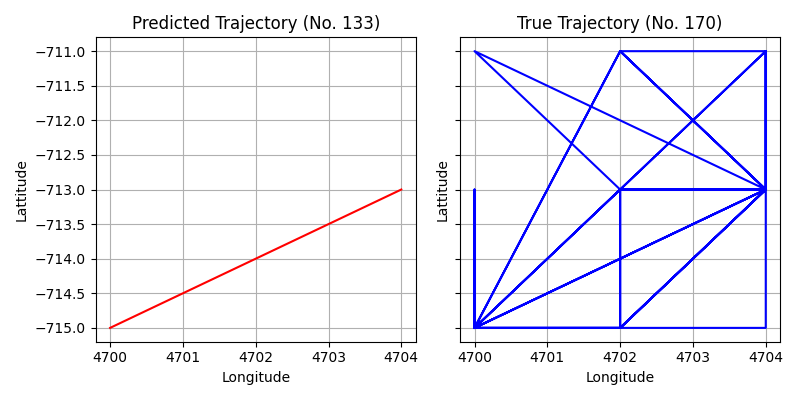 Predicted Trajectory (No. 133)
−711.0
−711.5
−712.0
−712.5
−713.0
−713.5
−714.0
−714.5
−715.0
Lattitude
4700 4701 4702 4703 4704
Longitude
True Trajectory (No. 170)
Lattitude
4700 4701 4702 4703 4704
Longitude